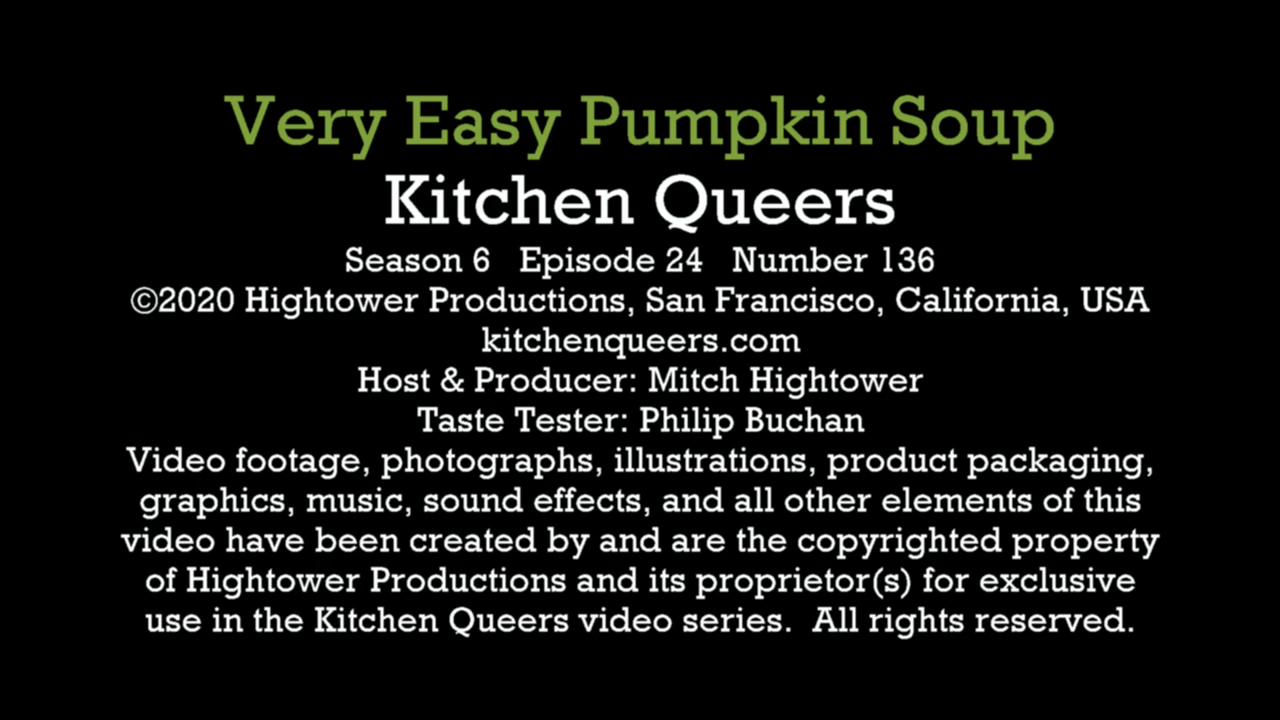 Very Easy Pumpkin Soup
Kitchen Queers
Season 6   Episode 24   Number 136
©2020 Hightower Productions, San Francisco, California, USA
kitchenqueers.com
Host & Producer: Mitch Hightower
Taste Tester: Philip Buchan
Video footage, photographs, illustrations, product packaging,
graphics, music, sound effects, and all other elements of this
video have been created by and are the copyrighted property
of Hightower Productions and its proprietor(s) for exclusive
use in the Kitchen Queers video series.  All rights reserved.